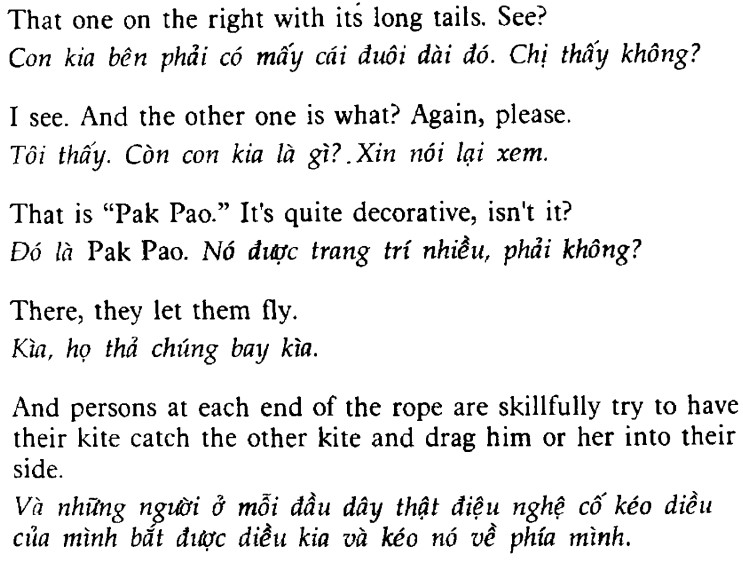 That one on the right with its long tails. See?
Con kia bên phải có mấy cái đuôi dài đó. Chị thấy không?
I see. And the other one is what? Again, please.
Tôi thấy. Còn con kia là gì? Xin nói lại xem.
That is “Pak Pao.” It's quite decorative, isn't it?
Đó là Pak Pao. Nó được trang trí nhiều, phải không?
There, they let them fly.
Kìa, họ thả chúng bay kìa.
And persons at each end of the rope are skillfully try to have
their kite catch the other kite and drag him or her into their
side.
Và những người ở mỗi đầu dây thật điệu nghệ cố kéo diều
của mình bắt được diều kia và kéo nó về phía mình.